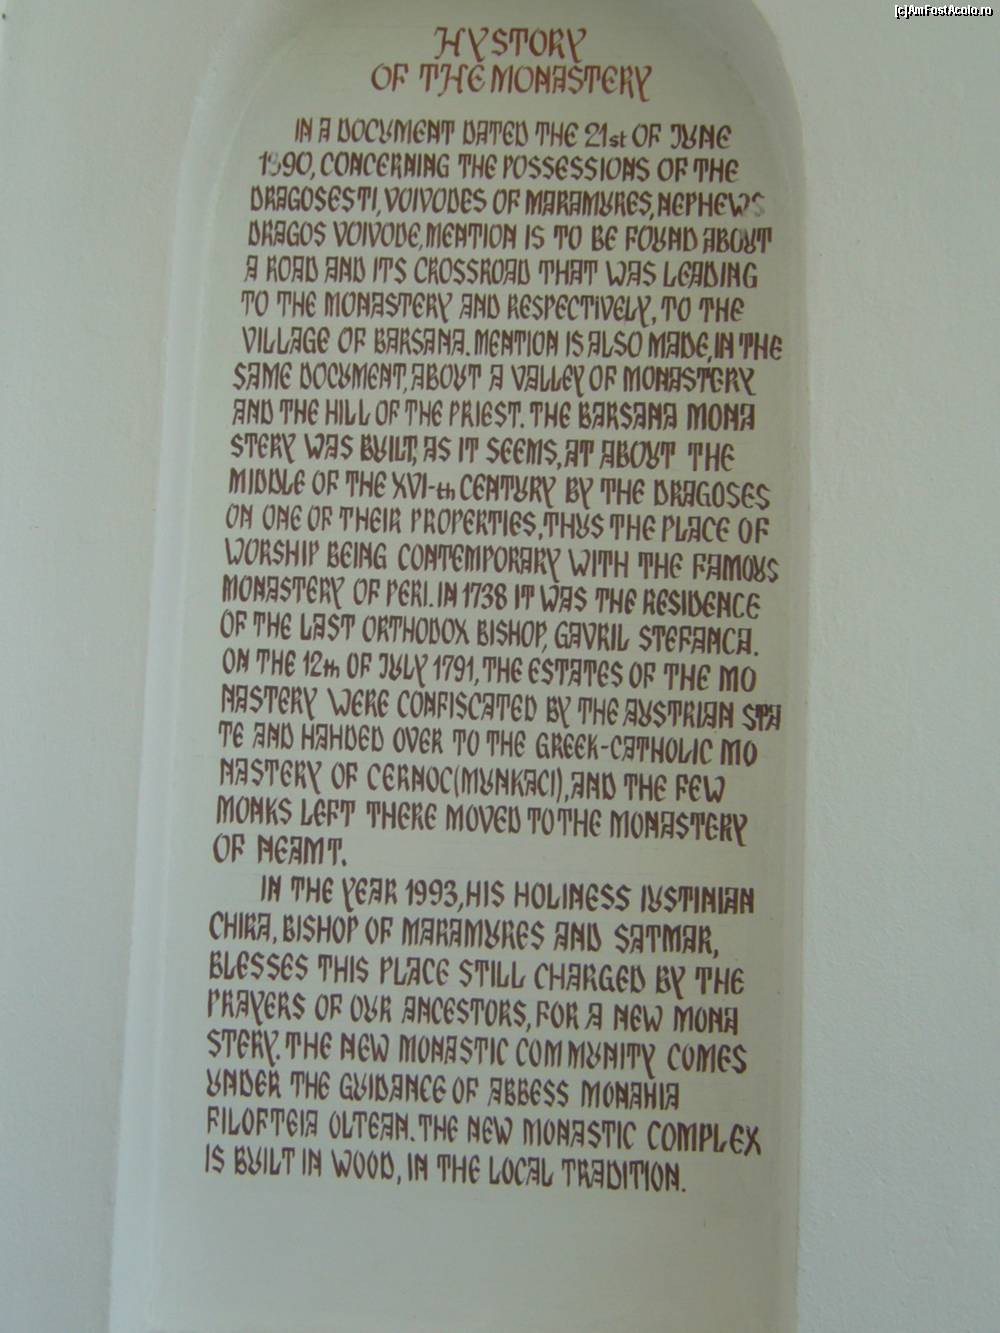 [c]AmFostAcolo.ro
HYSTORY
OF THE MONASTERY
IN A DOCUMENT DATED THE 21st OF JUNE
1390, CONCERNING THE POSSESSIONS OF THE
DRAGOSESTI, VOIVODES OF MARAMURES, NEPHEWS
DRAGOS VOIVODE, MENTION IS TO BE FOUND ABOUT
A ROAD AND ITS CROSSROAD THAT WAS LEADING
TO THE MONASTERY AND RESPECTIVELY, TO THE
VILLAGE OF BARSANA. MENTION IS ALSO MADE, IN THE
SAME DOCUMENT, ABOUT A VALLEY OF MONASTERY
AND THE HILL OF THE PRIEST. THE BARSANA MONA
STERY WAS BUILT, AS IT SEEMS, AT ABOUT THE
MIDDLE OF THE XVI-th CENTURY BY THE DRAGOSES
ON ONE OF THEIR PROPERTIES, THUS THE PLACE OF
WORSHIP BEING CONTEMPORARY WITH THE FAMOUS
MONASTERY OF PERI. IN 1738 IT WAS THE RESIDENCE
OF THE LAST ORTHODOX BISHOP, GAVRIL STEFANCA.
ON THE 12th OF JULY 1791, THE ESTATES OF THE MO
NASTERY WERE CONFISCATED BY THE AUSTRIAN STA
TE AND HANDED OVER TO THE GREEK-CATHOLIC MO
NASTERY OF CERNOC(MUNKACI), AND THE FEW
MONKS LEFT THERE MOVED TO THE MONASTERY
OF NEAMT.
IN THE YEAR 1993, HIS HOLINESS IUSTINIAN
CHIRA, BISHOP OF MARAMURES AND SATMAR,
BLESSES THIS PLACE STILL CHARGED BY THE
PRAYERS OF OUR ANCESTORS, FOR A NEW MONA
STERY. THE NEW MONASTIC COMMUNITY COMES
UNDER THE GUIDANCE OF ABBESS MONAHIA
FILOFTEIA OLTEAN. THE NEW MONASTIC COMPLEX
IS BUILT IN WOOD, IN THE LOCAL TRADITION.